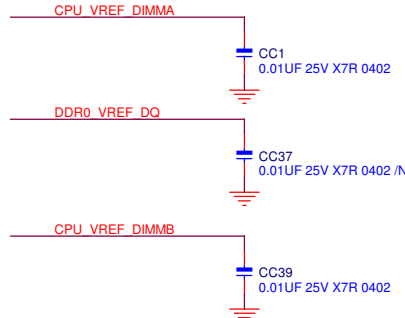 CPU_VREF_DIMMA
CC1
0.01UF 25V X7R 0402
DDR0_VREF_DQ
CC37
0.01UF 25V X7R 0402 /N
CPU_VREF_DIMMB
CC39
0.01UF 25V X7R 0402